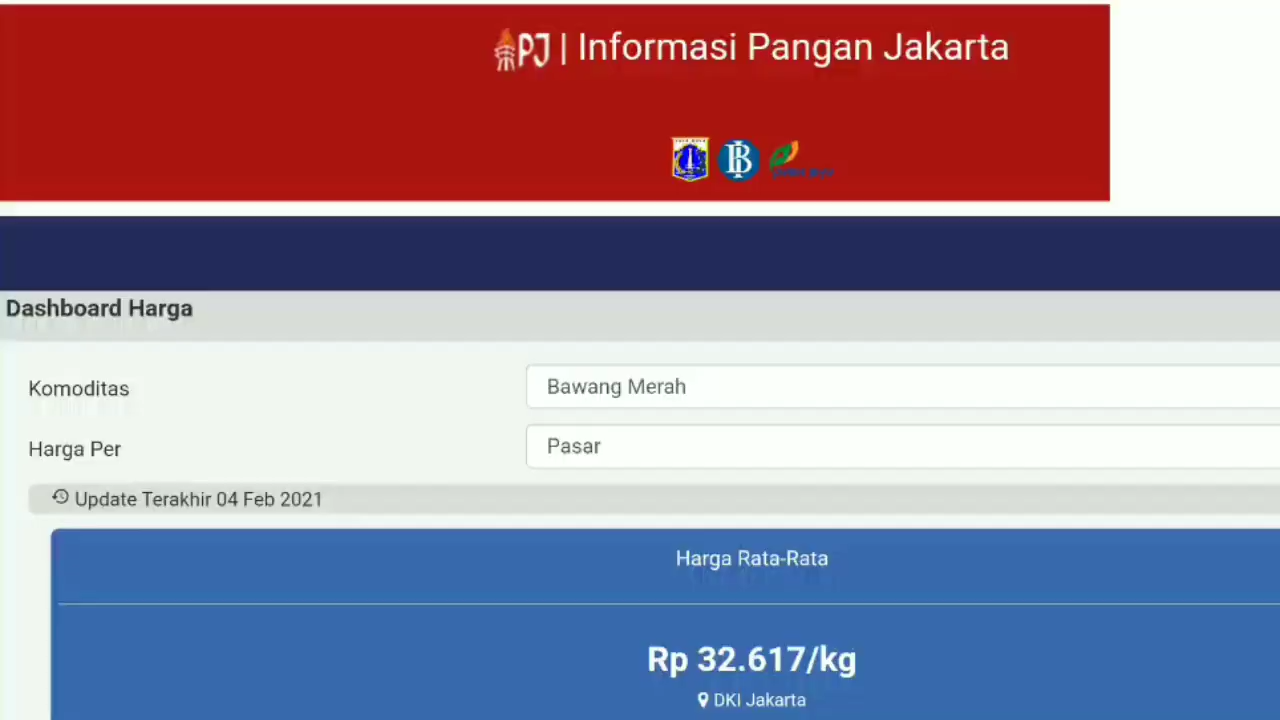 PJ | Informasi Pangan Jakarta
Dashboard Harga
Komoditas
Bawang Merah
Harga Per
Pasar
Update Terakhir 04 Feb 2021
Harga Rata-Rata
Rp 32.617/kg
DKI Jakarta